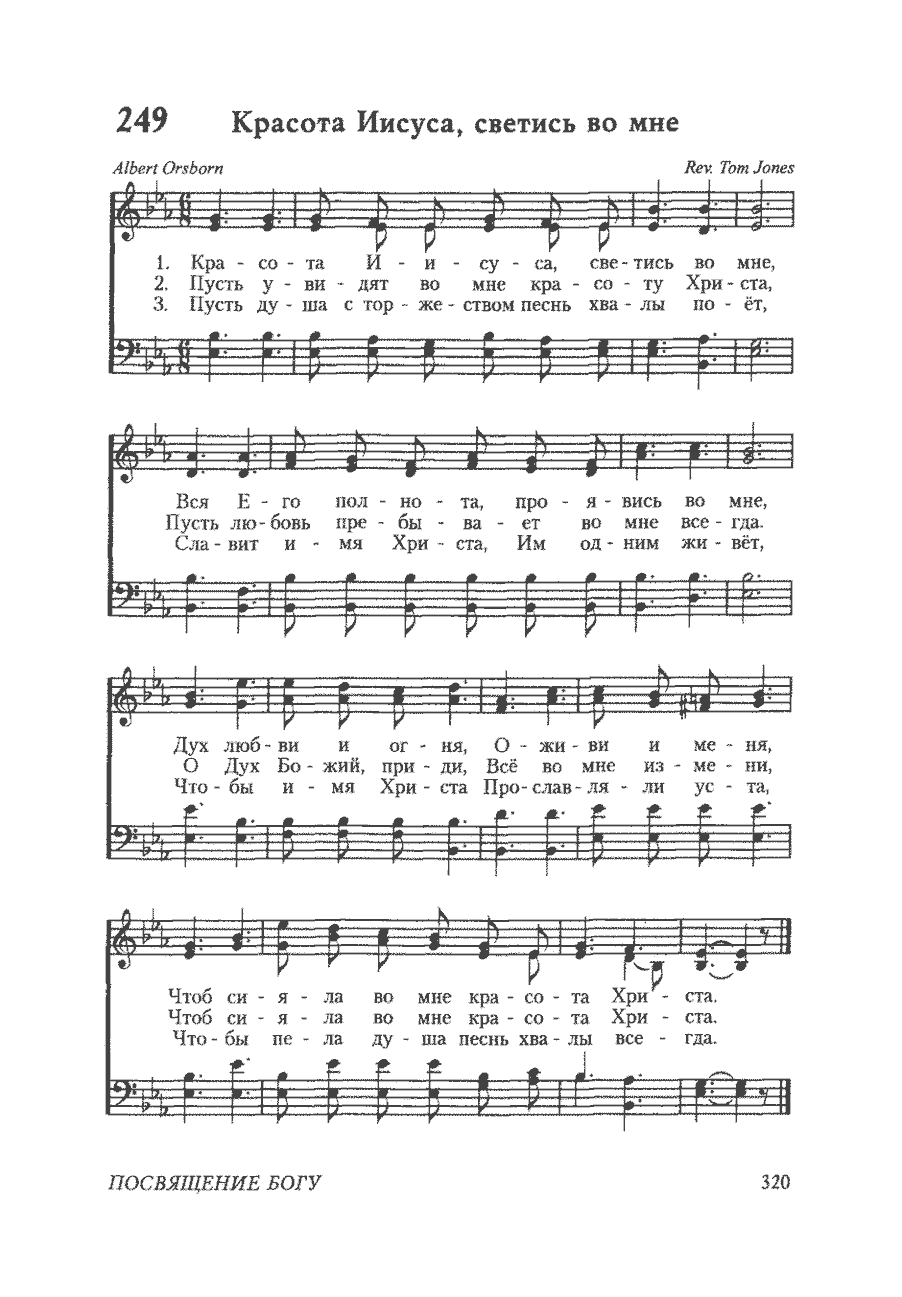 249 Красота Иисуса, светись во мне
Albert Orsborn Rev. Tom Jones
1. Кра - со - та И - и - су - са, све - тись во мне,
2. Пусть у - ви - дят во мне кра - со - ту Хри - ста,
3. Пусть ду - ша с тор - же - ством песнь хва - лы по - ёт,
Вся Е - го пол - но - та, про - я - вись во мне,
Пусть лю - бовь пре - бы - ва - ет во мне все - гда.
Сла - вит и - мя Хри - ста, Им од - ним жи - вёт,
Дух люб - ви и ог - ня, О - жи - ви и ме - ня,
О Дух Бо - жий, при - ди, Всё во мне из - ме - ни,
Что - бы и - мя Хри - ста Про - слав - ля - ли ус - та,
Чтоб си - я - ла во мне кра - со - та Хри - ста.
Чтоб си - я - ла во мне кра - со - та Хри - ста.
Что - бы пе - ла ду - ша песнь хва - лы все - гда.
ПОСВЯЩЕНИЕ БОГУ 320